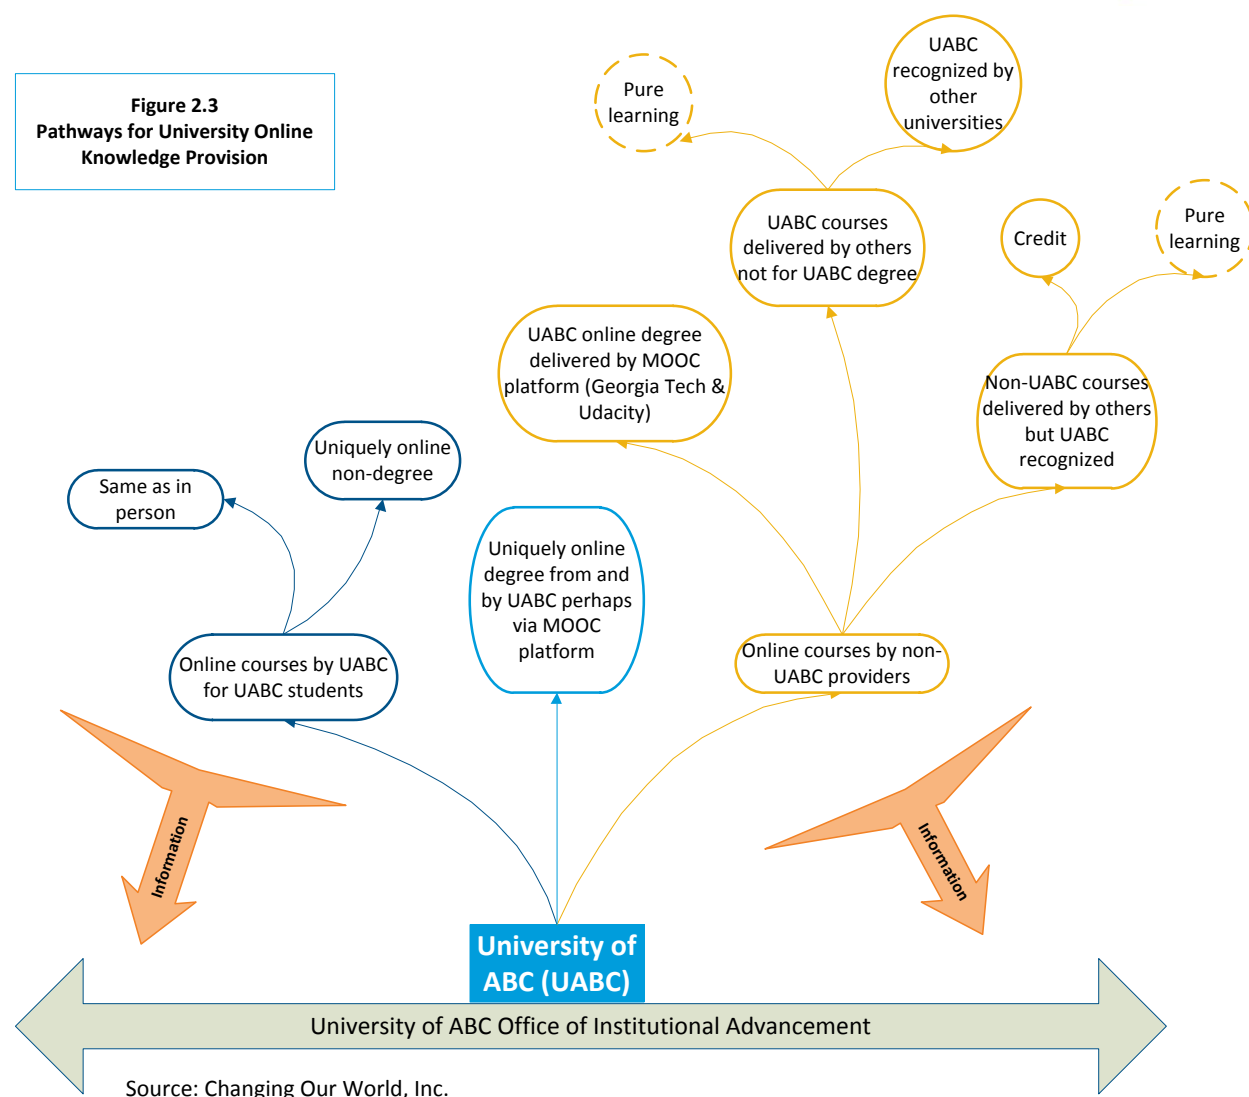 Figure 2.3
Pathways for University Online
Knowledge Provision
Pure
learning
UABC
recognized by
other
universities
UABC courses
delivered by others
not for UABC degree
Credit
Pure
learning
UABC online degree
delivered by MOOC
platform (Georgia Tech &
Udacity)
Non-UABC courses
delivered by others
but UABC
recognized
Uniquely online
non-degree
Same as in
person
Uniquely online
degree from and
by UABC perhaps
via MOOC
platform
Online courses by UABC
for UABC students
Online courses by non-
UABC providers
Information
Information
University of
ABC (UABC)
University of ABC Office of Institutional Advancement
Source: Changing Our World, Inc.